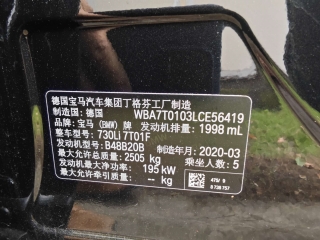 德国宝马汽车集团丁格芬工厂制造
制造国：德国 WBA7T0103LCE56419
品牌：宝马 (BMW) 牌 发动机排量：1998 mL
整车型号：730Li 7T01F
发动机型号：B48B20B 制造年月：2020-03
最大允许总质量：2505 kg 乘坐人数：5
发动机最大净功率：195 kW
最大允许牵引质量：-- kg